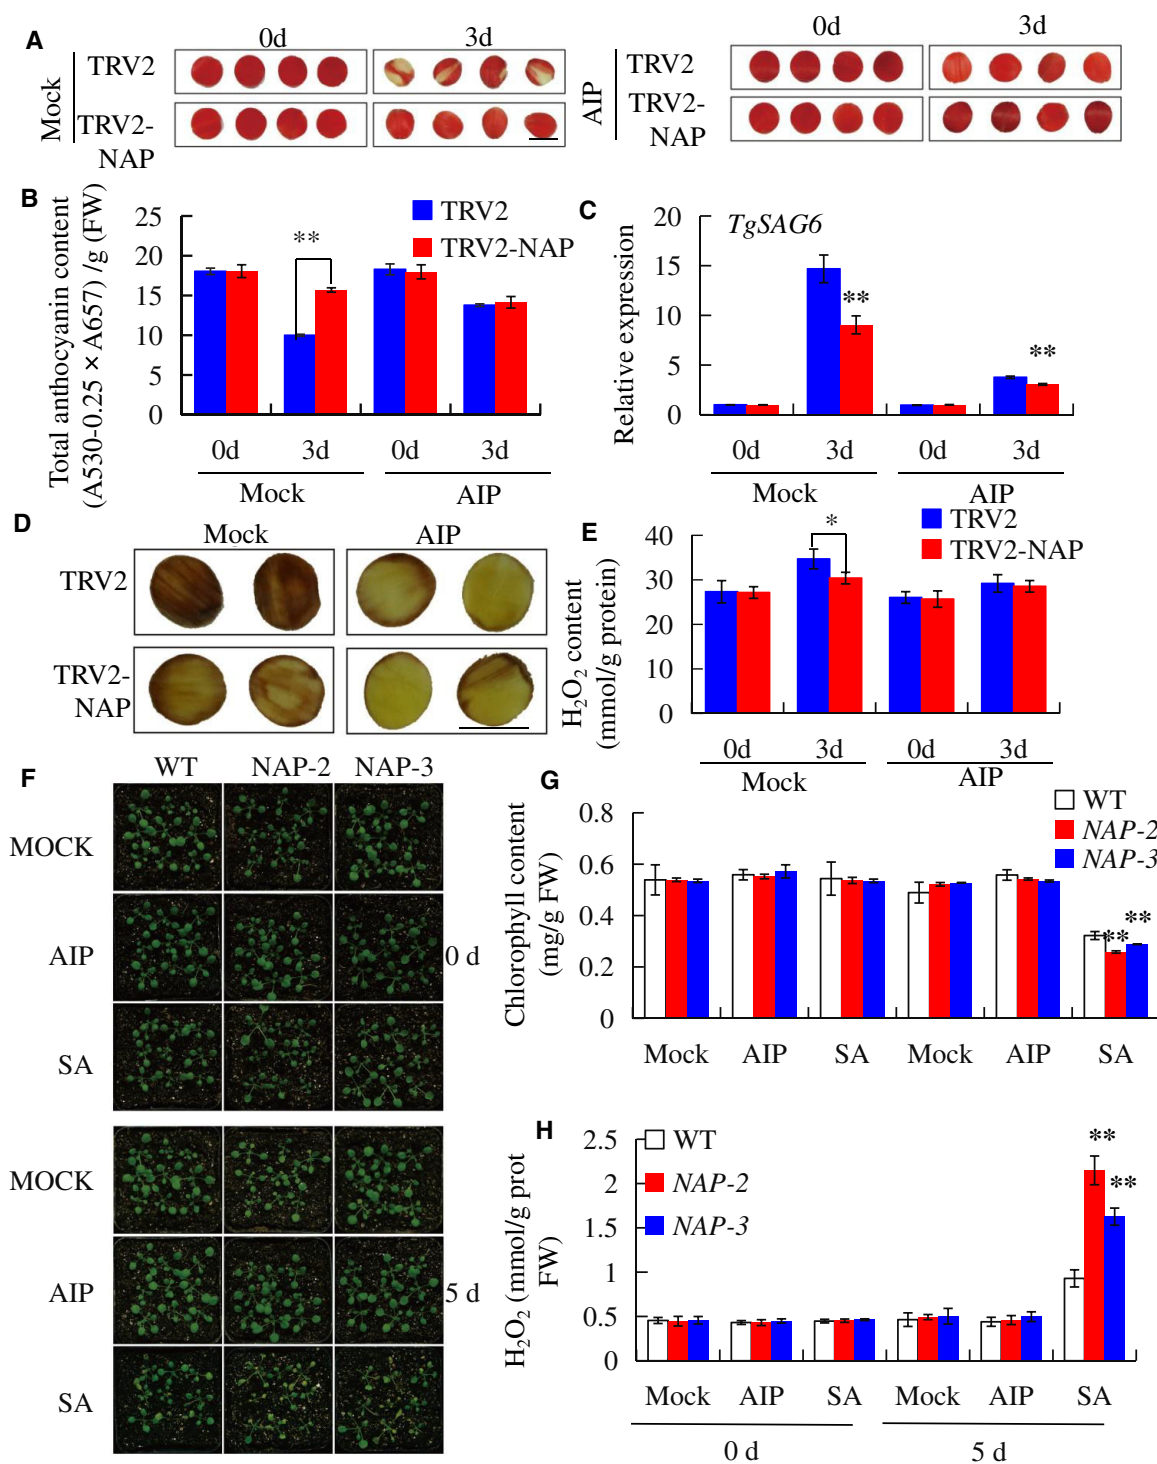 A
0d
3d
0d
3d
Mock
TRV2
TRV2-
NAP
AIP
TRV2
TRV2-
NAP
B
Total anthocyanin content
(A530-0.25 × A657) /g (FW)
25
20
15
10
5
0
**
TRV2
TRV2-NAP
0d
3d
0d
3d
Mock
AIP
C
Relative expression
20
15
10
5
0
TgSAG6
**
**
0d
3d
0d
3d
Mock
AIP
D
Mock
AIP
TRV2
TRV2-
NAP
E
H2O2 content
(mmol/g protein)
40
30
20
10
0
*
TRV2
TRV2-NAP
0d
3d
0d
3d
Mock
AIP
F
WT
NAP-2
NAP-3
MOCK
AIP
0 d
SA
MOCK
AIP
5 d
SA
G
Chlorophyll content
(mg/g FW)
0.8
0.6
0.4
0.2
0
WT
NAP-2
NAP-3
**
**
Mock
AIP
SA
Mock
AIP
SA
H
H2O2 (mmol/g prot
FW)
2.5
2
1.5
1
0.5
0
WT
NAP-2
NAP-3
**
**
Mock
AIP
SA
Mock
AIP
SA
0 d
5 d